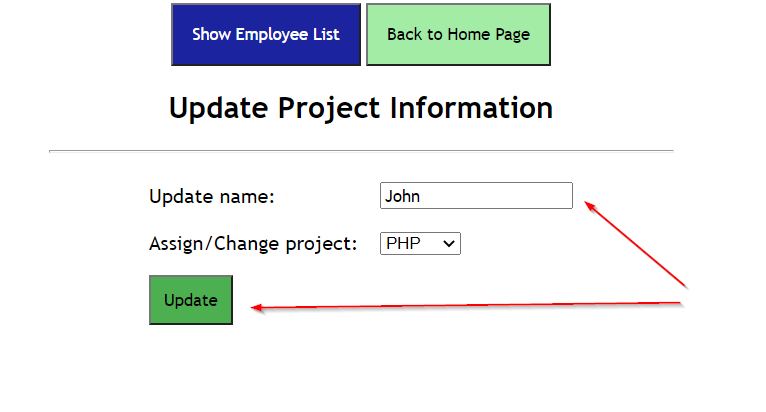 Show Employee List Back to Home Page
Update Project Information
Update name: John
Assign/Change project: PHP
Update